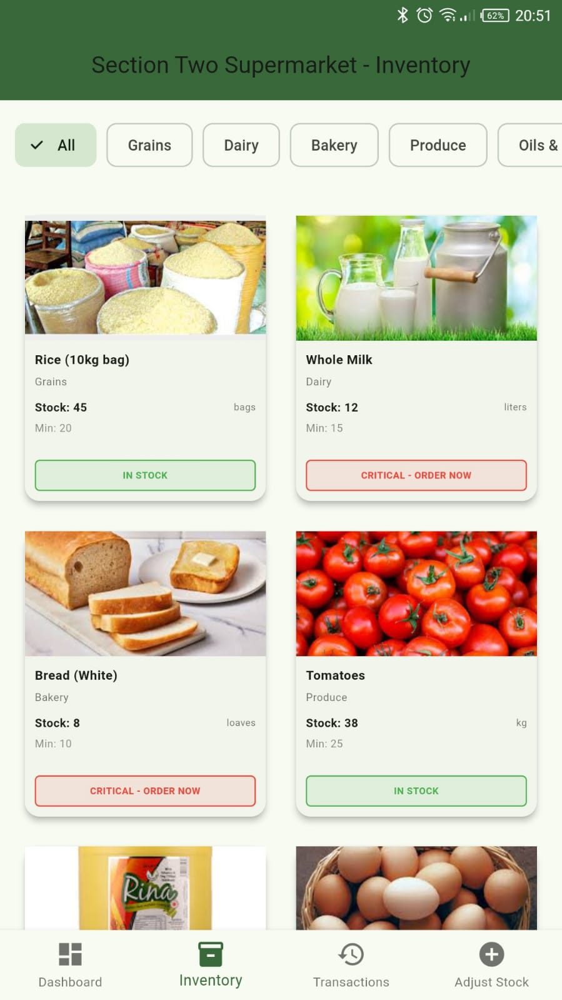 62% 20:51
Section Two Supermarket - Inventory
All Grains Dairy Bakery Produce Oils &
Rice (10kg bag)
Grains
Stock: 45 bags
Min: 20
IN STOCK
Whole Milk
Dairy
Stock: 12 liters
Min: 15
CRITICAL - ORDER NOW
Bread (White)
Bakery
Stock: 8 loaves
Min: 10
CRITICAL - ORDER NOW
Tomatoes
Produce
Stock: 38 kg
Min: 25
IN STOCK
Rina
Dashboard Inventory Transactions Adjust Stock